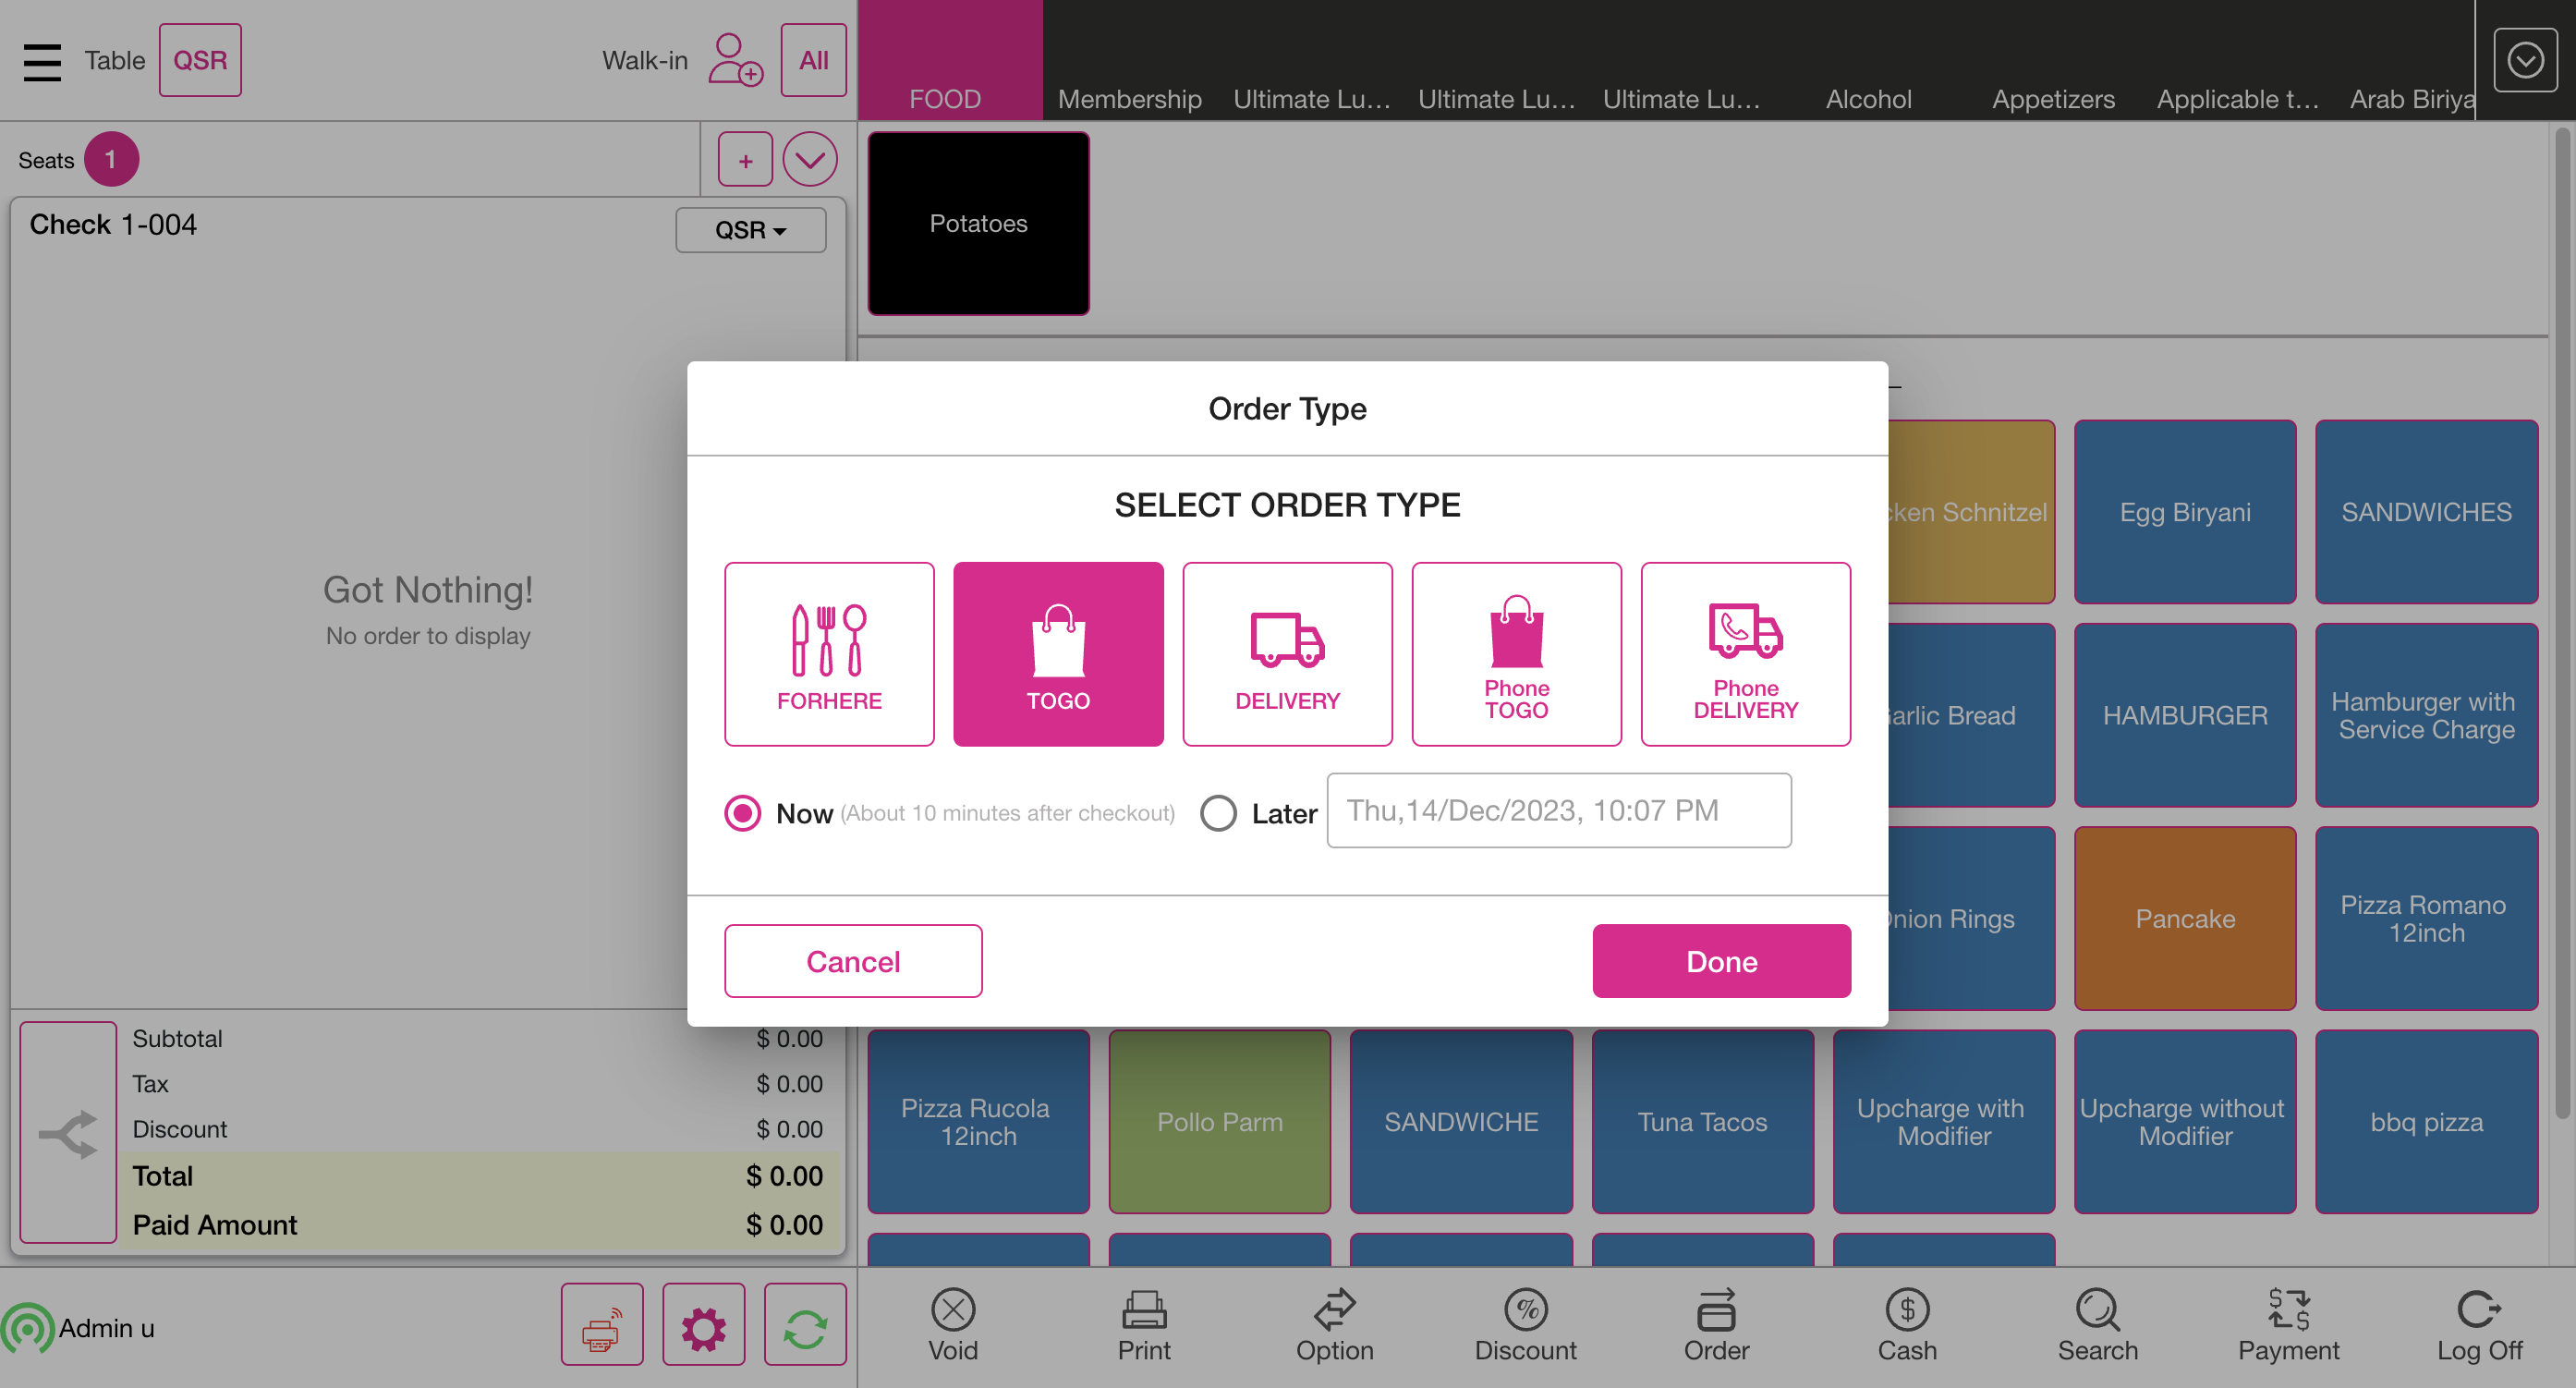 Table QSR
Walk-in All
FOOD
Membership
Ultimate Lu...
Ultimate Lu...
Ultimate Lu...
Alcohol
Appetizers
Applicable t...
Arab Biriya
Seats 1
+
Check 1-004
QSR
Potatoes
Got Nothing!
No order to display
Order Type
SELECT ORDER TYPE
FORHERE
TOGO
DELIVERY
Phone
TOGO
Phone
DELIVERY
Now (About 10 minutes after checkout)
Later
Thu,14/Dec/2023, 10:07 PM
Cancel
Done
cken Schnitzel
Egg Biryani
SANDWICHES
arlic Bread
HAMBURGER
Hamburger with
Service Charge
nion Rings
Pancake
Pizza Romano
12inch
Pizza Rucola
12inch
Pollo Parm
SANDWICHE
Tuna Tacos
Upcharge with
Modifier
Upcharge without
Modifier
bbq pizza
Subtotal $ 0.00
Tax $ 0.00
Discount $ 0.00
Total $ 0.00
Paid Amount $ 0.00
Admin u
Void
Print
Option
Discount
Order
Cash
Search
Payment
Log Off